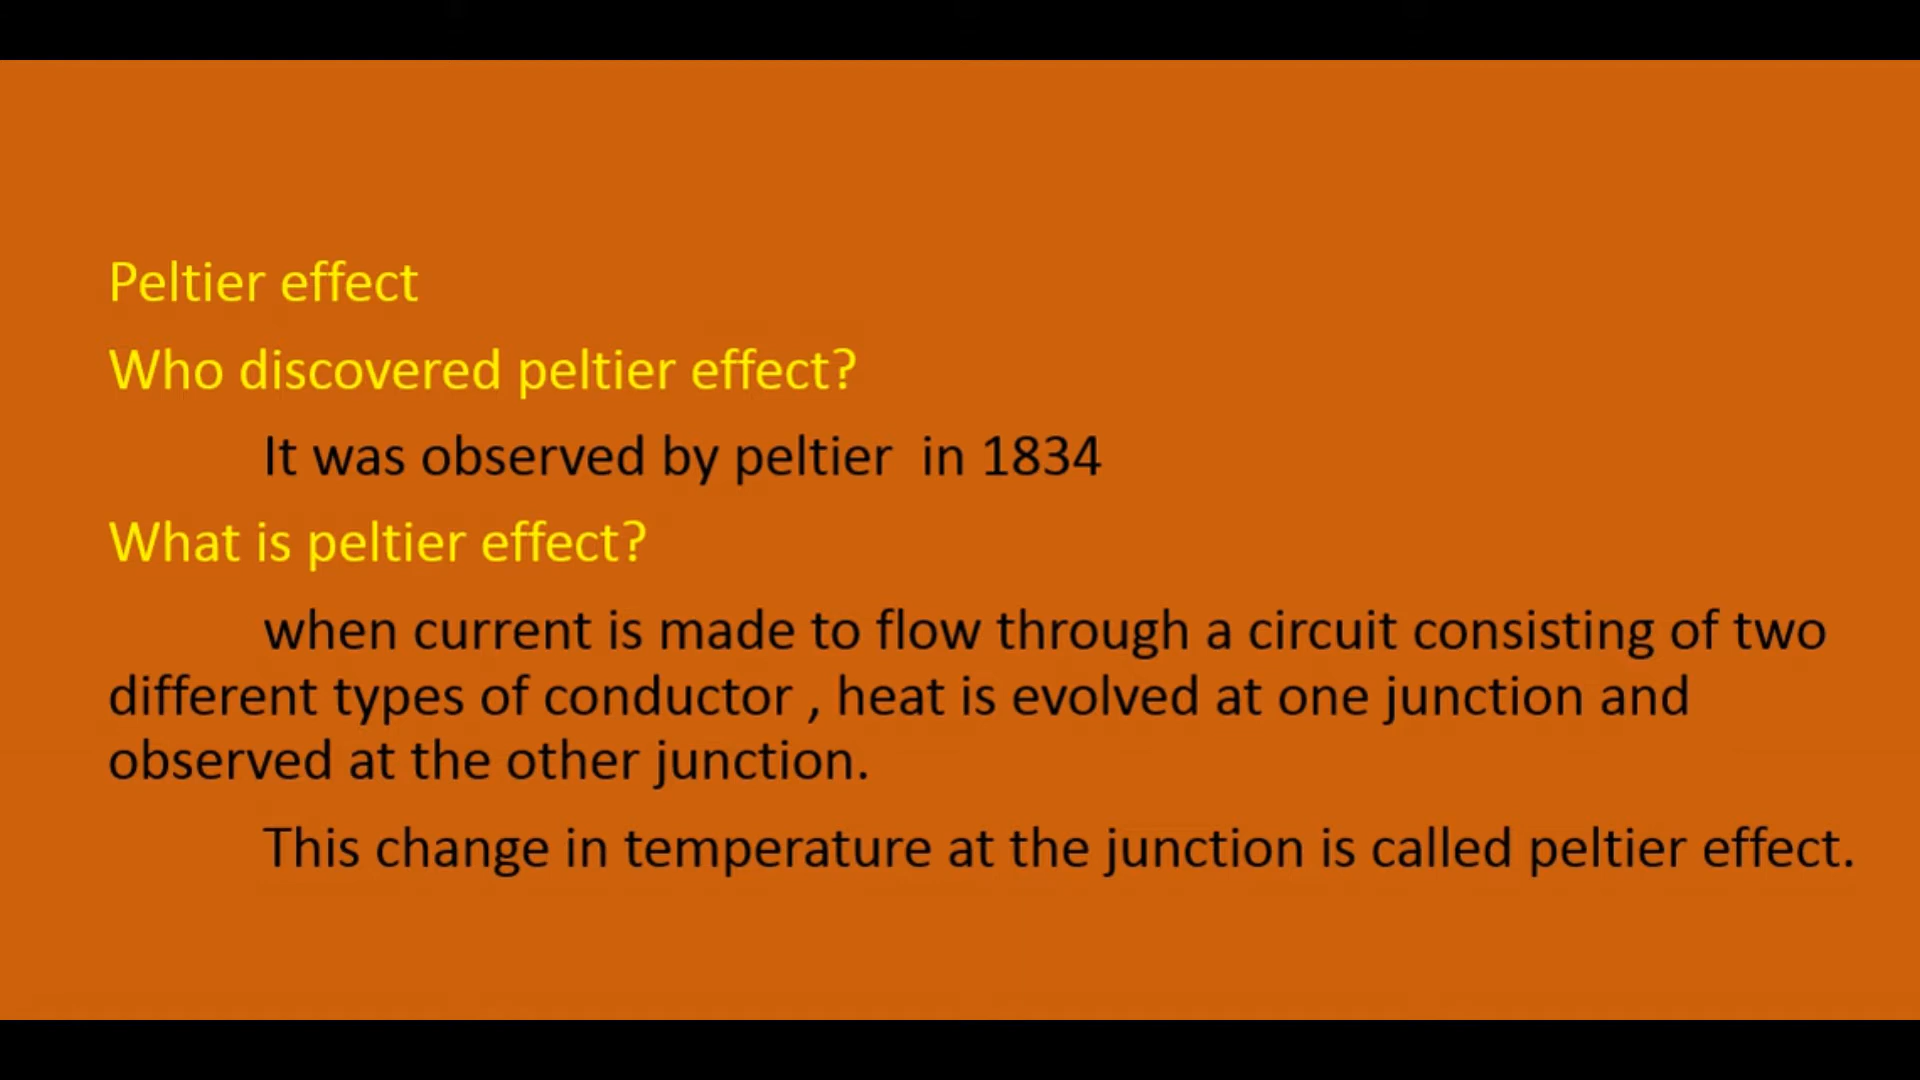 Peltier effect
Who discovered peltier effect?
It was observed by peltier  in 1834
What is peltier effect?
when current is made to flow through a circuit consisting of two
different types of conductor , heat is evolved at one junction and
observed at the other junction.
This change in temperature at the junction is called peltier effect.